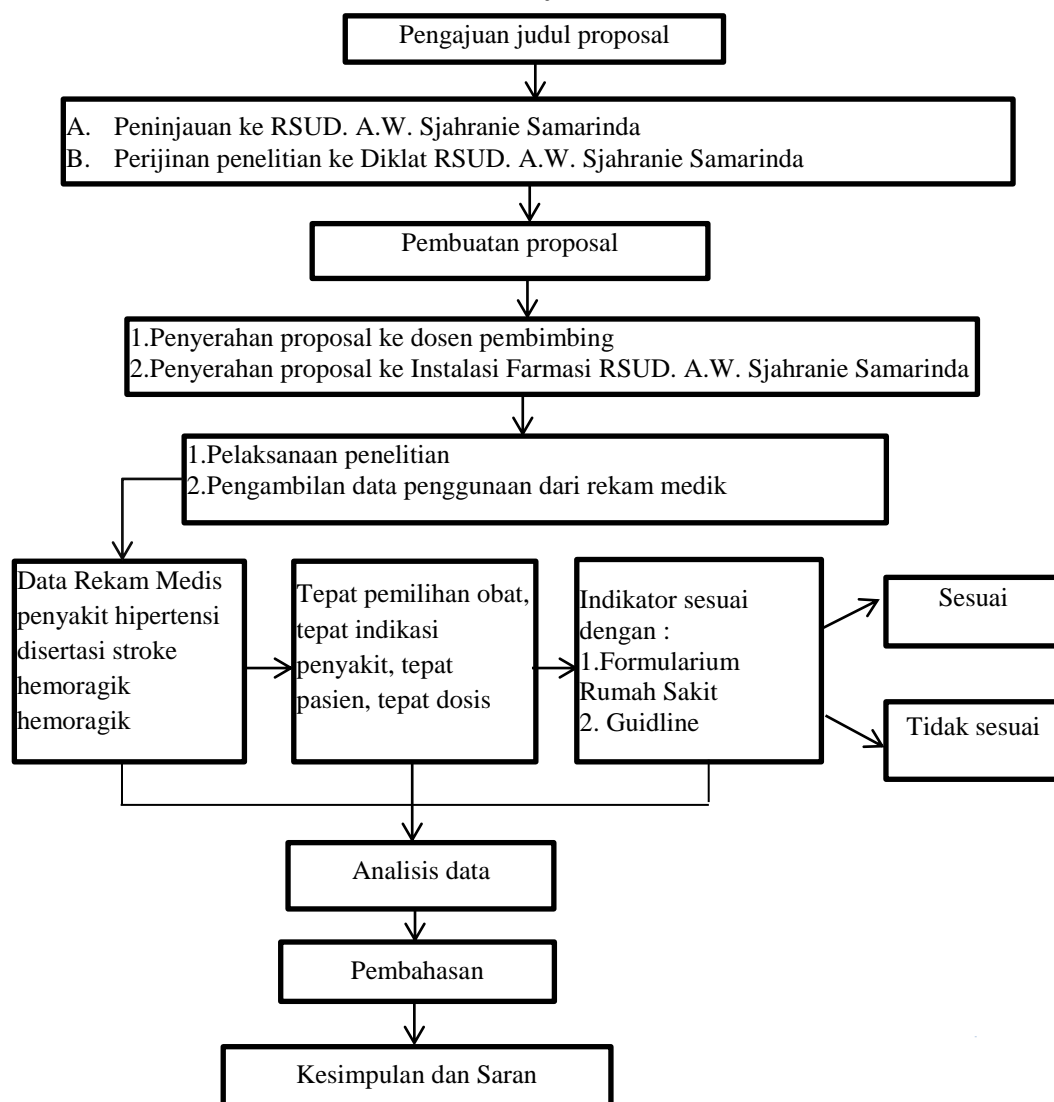 Pengajuan judul proposal
A. Peninjauan ke RSUD. A.W. Sjahranie Samarinda
B. Perijinan penelitian ke Diklat RSUD. A.W. Sjahranie Samarinda
Pembuatan proposal
1.Penyerahan proposal ke dosen pembimbing
2.Penyerahan proposal ke Instalasi Farmasi RSUD. A.W. Sjahranie Samarinda
1.Pelaksanaan penelitian
2.Pengambilan data penggunaan dari rekam medik
Data Rekam Medis
penyakit hipertensi
disertasi stroke
hemoragik
hemoragik
Tepat pemilihan obat,
tepat indikasi
penyakit, tepat
pasien, tepat dosis
Indikator sesuai
dengan :
1.Formularium
Rumah Sakit
2. Guidline
Sesuai
Tidak sesuai
Analisis data
Pembahasan
Kesimpulan dan Saran